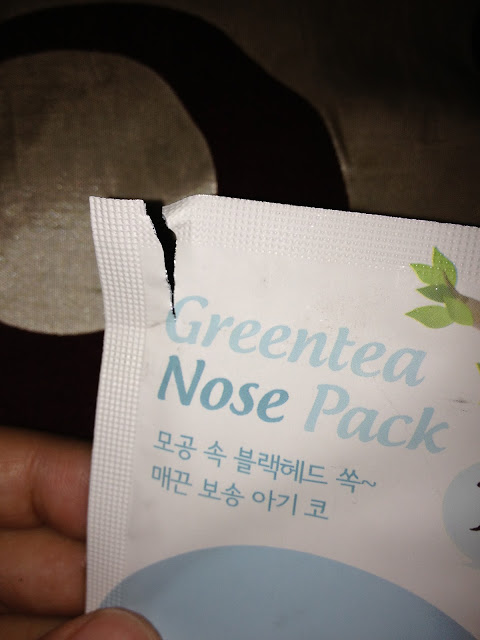 Greentea
Nose Pack
모공 속 블랙헤드 쏙~
매끈 보송 아기 코